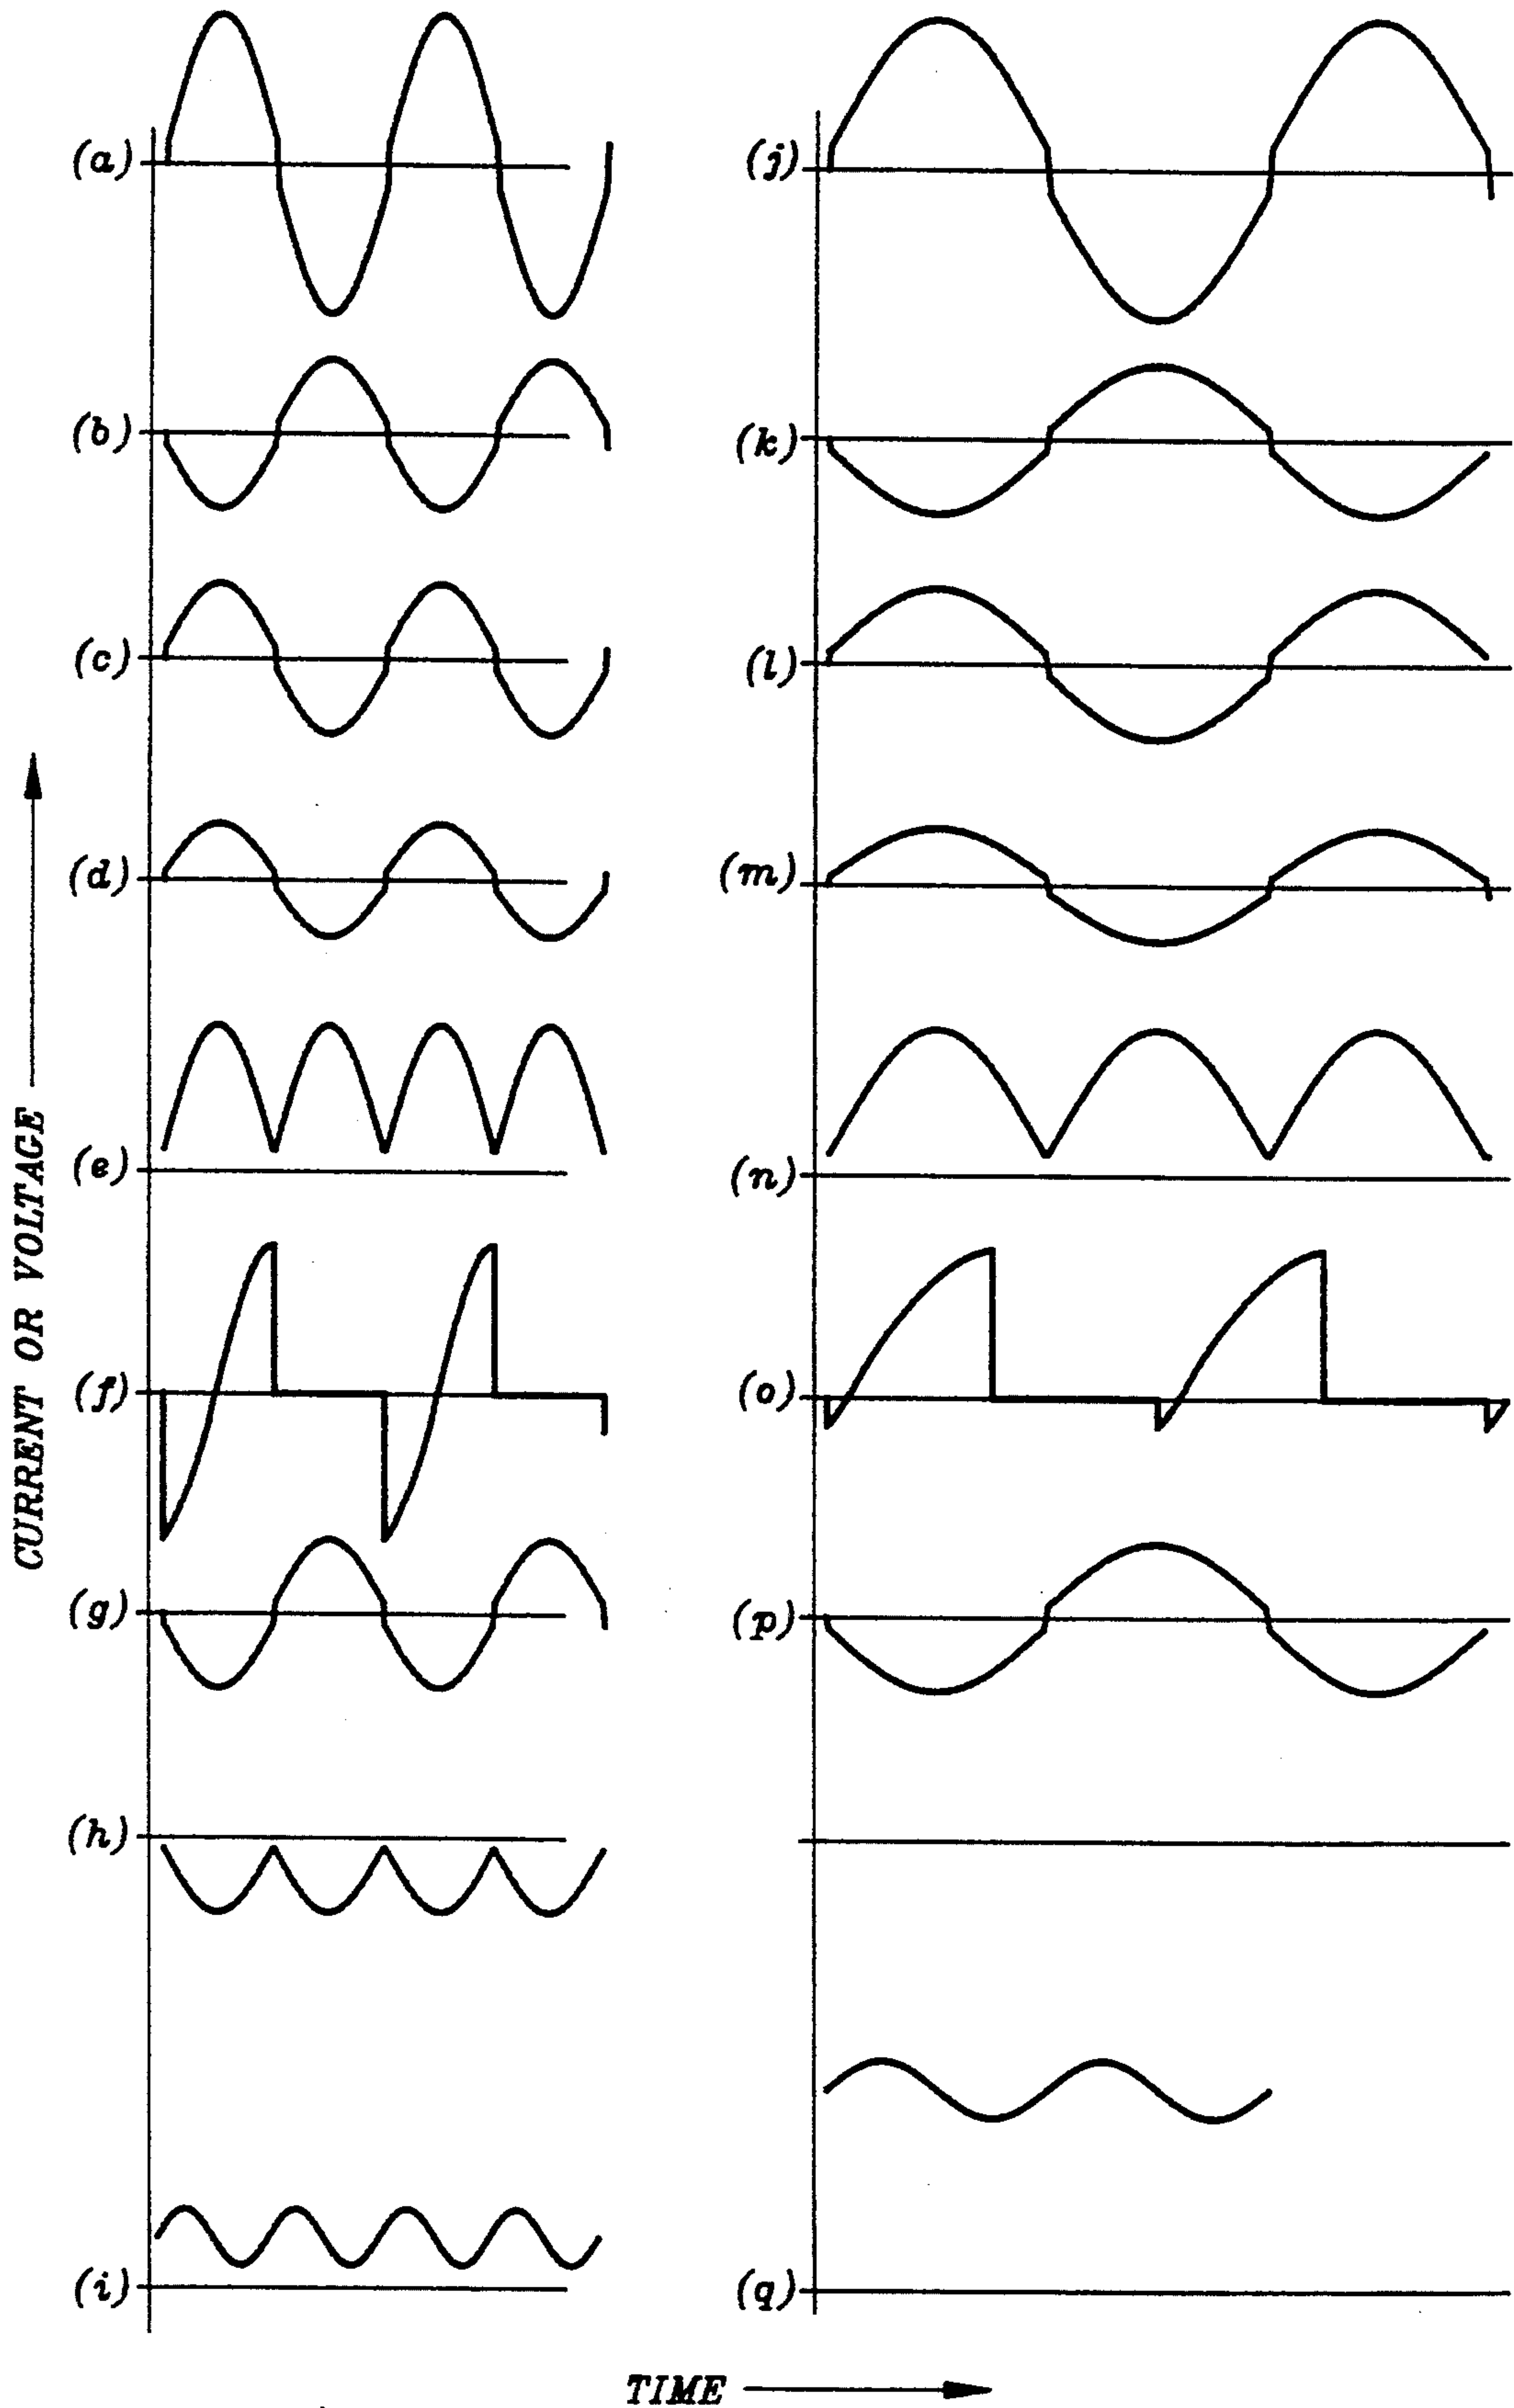 (a)
(b)
(c)
(d)
(e)
(f)
(g)
(h)
(i)
(j)
(k)
(l)
(m)
(n)
(o)
(p)
(q)
CURRENT OR VOLTAGE
TIME